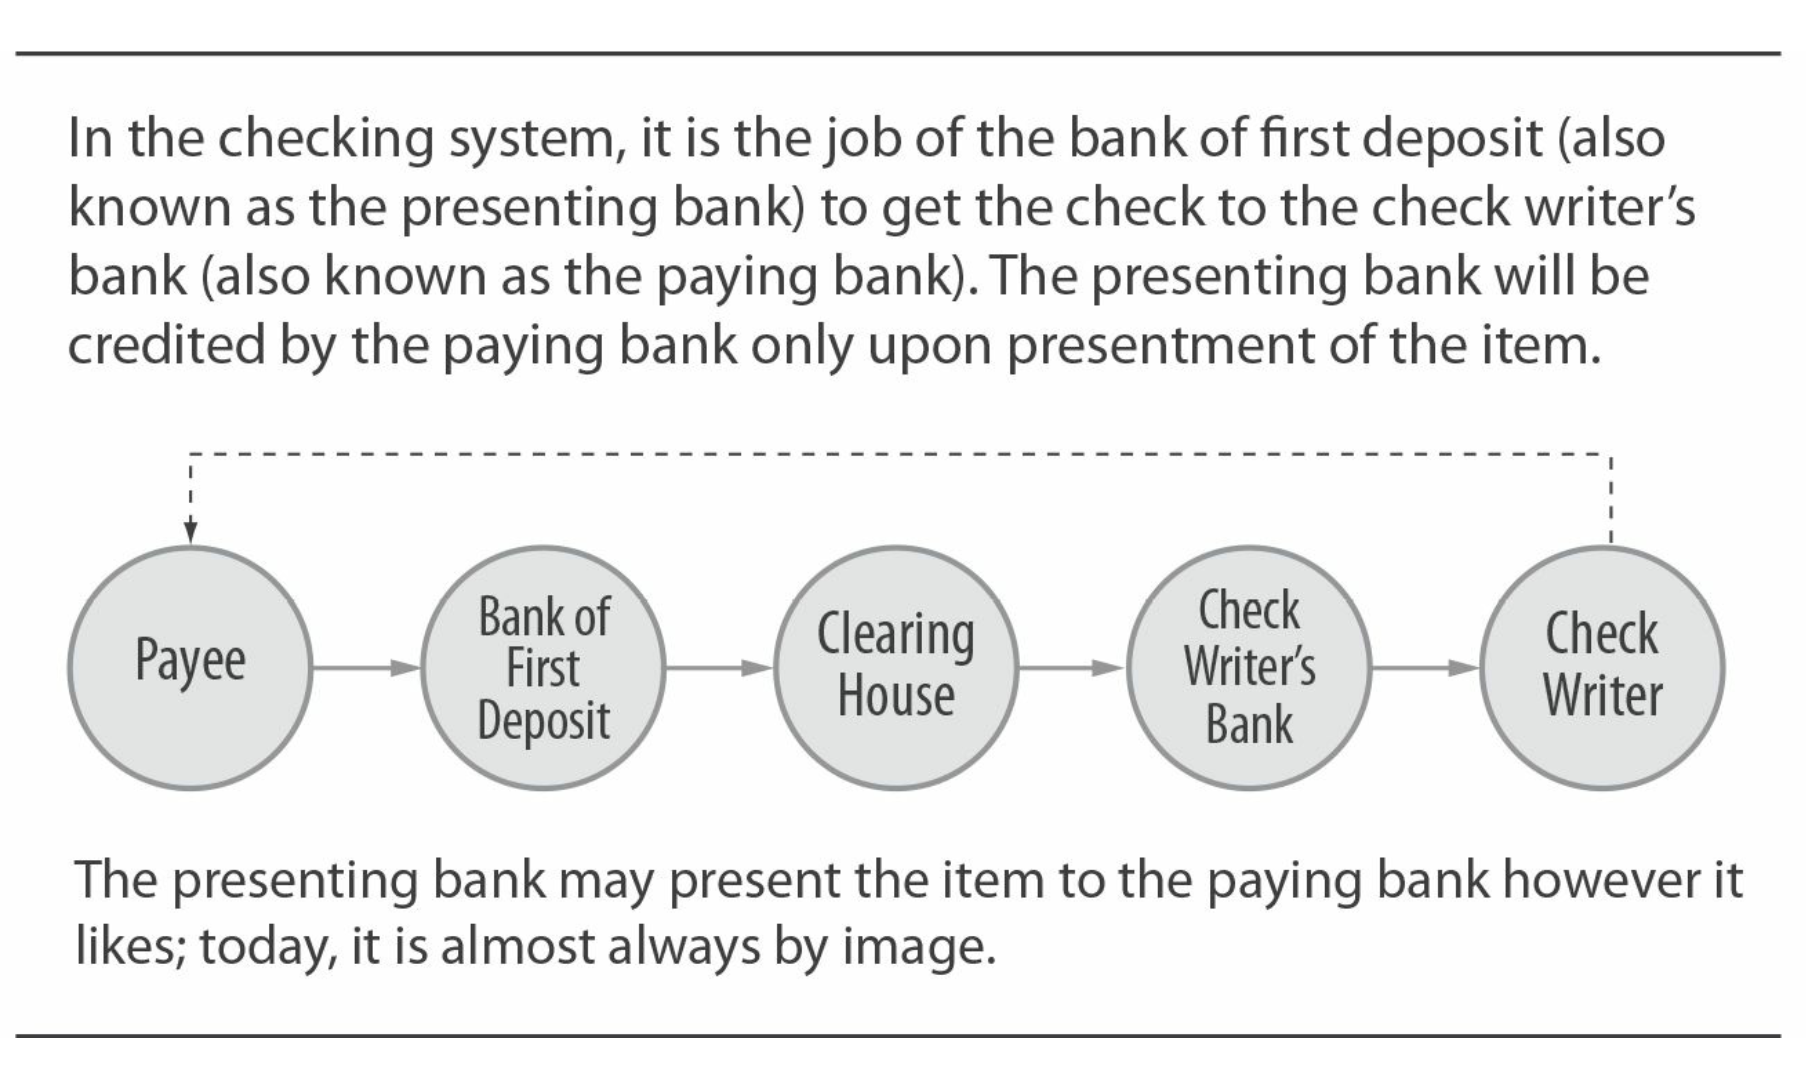 In the checking system, it is the job of the bank of first deposit (also
known as the presenting bank) to get the check to the check writer’s
bank (also known as the paying bank). The presenting bank will be
credited by the paying bank only upon presentment of the item.
Payee
Bank of
First
Deposit
Clearing
House
Check
Writer’s
Bank
Check
Writer
The presenting bank may present the item to the paying bank however it
likes; today, it is almost always by image.